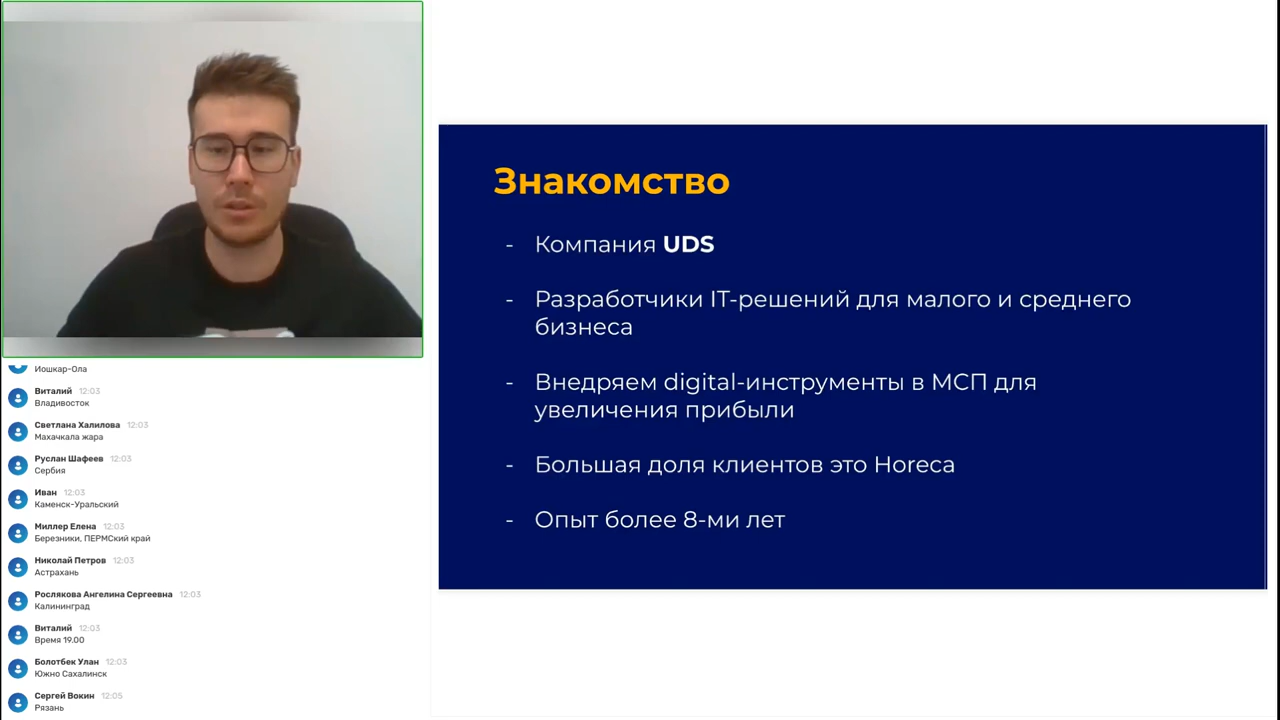 Знакомство
- Компания UDS
- Разработчики IT-решений для малого и среднего
бизнеса
- Внедряем digital-инструменты в МСП для
увеличения прибыли
- Большая доля клиентов это Horeca
- Опыт более 8-ми лет
Йошкар-Ола
Виталий 12:03
Владивосток
Светлана Халилова 12:03
Махачкала жара
Руслан Шафеев 12:03
Сербия
Иван 12:03
Каменск-Уральский
Миллер Елена 12:03
Березники, ПЕРМСкий край
Николай Петров 12:03
Астрахань
Рослякова Ангелина Сергеевна 12:03
Калининград
Виталий 12:03
Время 19.00
Болотбек Улан 12:03
Южно Сахалинск
Сергей Вокин 12:05
Рязань